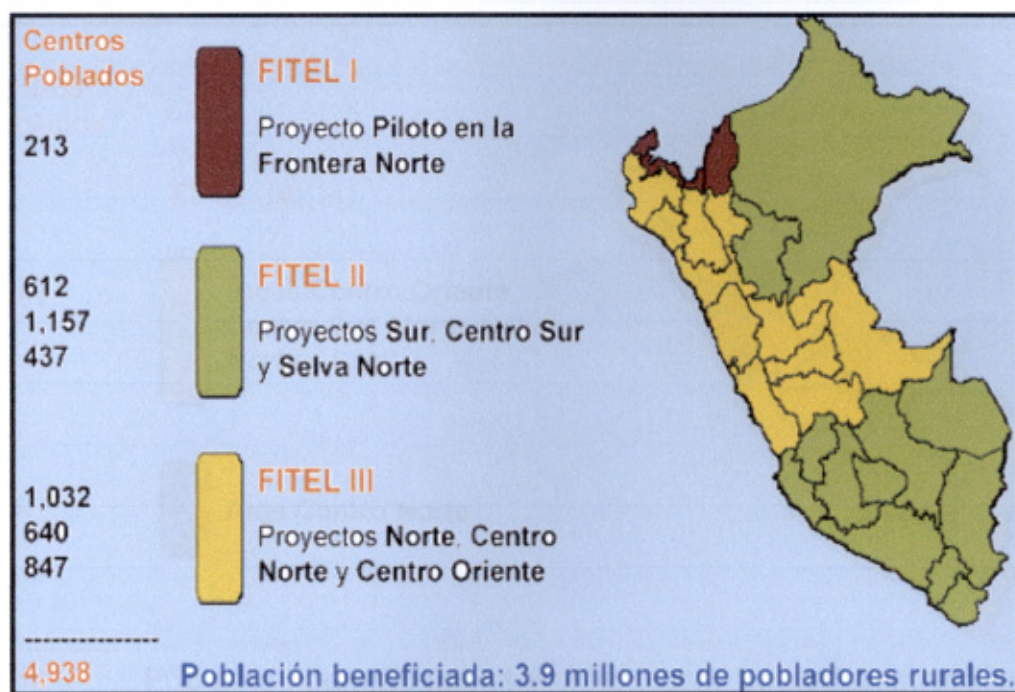 Centros
Poblados
213
FITEL I
Proyecto Piloto en la
Frontera Norte
612
1,157
437
FITEL II
Proyectos Sur, Centro Sur
y Selva Norte
1,032
640
847
FITEL III
Proyectos Norte, Centro
Norte y Centro Oriente
4,938
Población beneficiada: 3.9 millones de pobladores rurales.